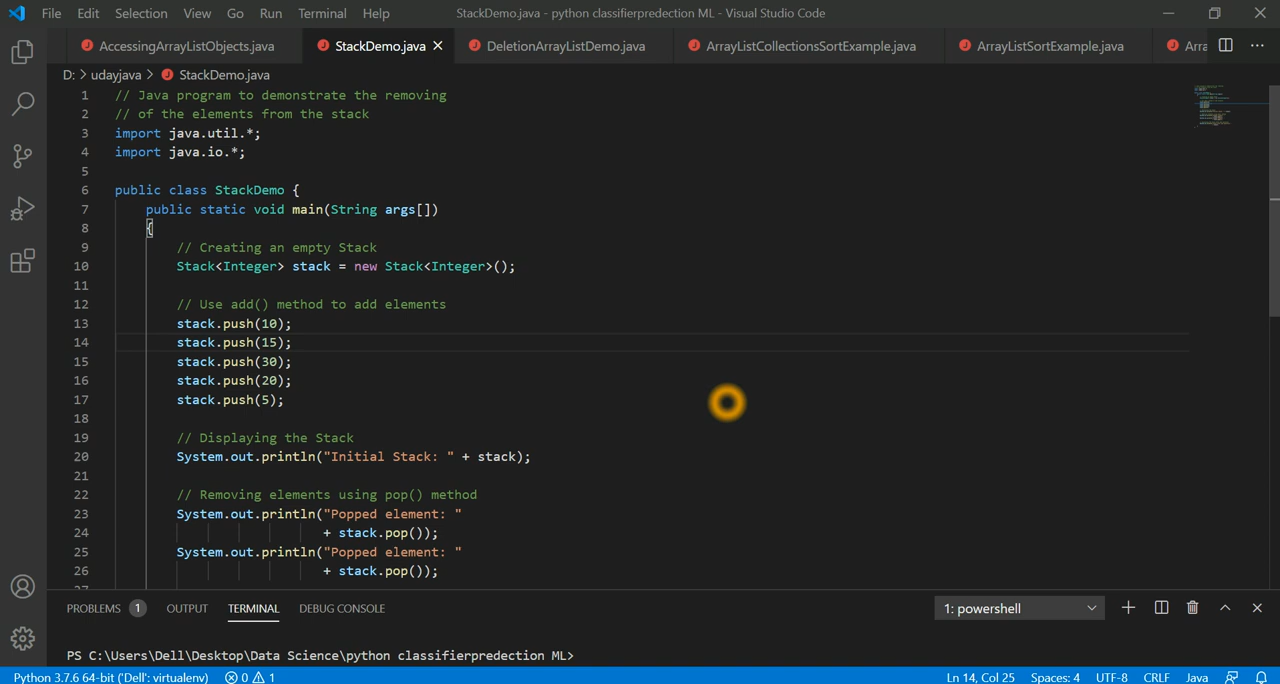 File Edit Selection View Go Run Terminal Help StackDemo.java - python classifierpredection ML - Visual Studio Code
AccessingArrayListObjects.java StackDemo.java DeletionArrayListDemo.java ArrayListCollectionsSortExample.java ArrayListSortExample.java Arra
D: > udayjava > StackDemo.java
1 // Java program to demonstrate the removing
2 // of the elements from the stack
3 import java.util.*;
4 import java.io.*;
5
6 public class StackDemo {
7 public static void main(String args[])
8 {
9 // Creating an empty Stack
10 Stack<Integer> stack = new Stack<Integer>();
11
12 // Use add() method to add elements
13 stack.push(10);
14 stack.push(15);
15 stack.push(30);
16 stack.push(20);
17 stack.push(5);
18
19 // Displaying the Stack
20 System.out.println("Initial Stack: " + stack);
21
22 // Removing elements using pop() method
23 System.out.println("Popped element: "
24 + stack.pop());
25 System.out.println("Popped element: "
26 + stack.pop());
27
PROBLEMS 1 OUTPUT TERMINAL DEBUG CONSOLE 1: powershell
PS C:\Users\Dell\Desktop\Data Science\python classifierpredection ML>
Python 3.7.6 64-bit ('Dell': virtualenv) 0 1 Ln 14, Col 25 Spaces: 4 UTF-8 CRLF Java